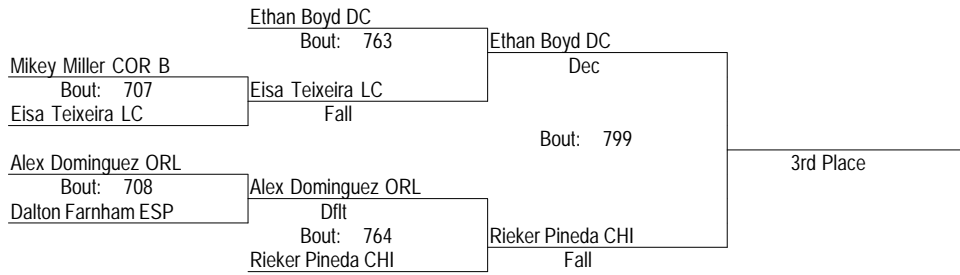 Ethan Boyd DC
Bout: 763
Ethan Boyd DC
Dec
Mikey Miller COR B
Bout: 707
Eisa Teixeira LC
Eisa Teixeira LC
Fall
Bout: 799
3rd Place
Alex Dominguez ORL
Bout: 708
Dalton Farnham ESP
Alex Dominguez ORL
Dflt
Bout: 764
Rieker Pineda CHI
Rieker Pineda CHI
Fall